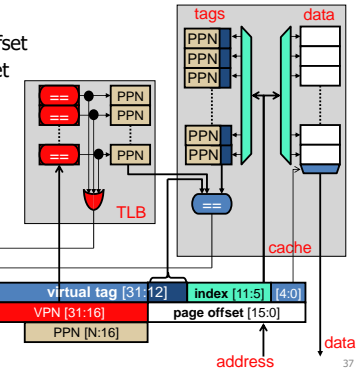 fset
et
tags
data
==
PPN
==
PPN
==
PPN
TLB
PPN
PPN
PPN
PPN
PPN
==
cache
virtual tag [31:12]
index [11:5]
[4:0]
VPN [31:16]
page offset [15:0]
PPN [N:16]
address
data
37